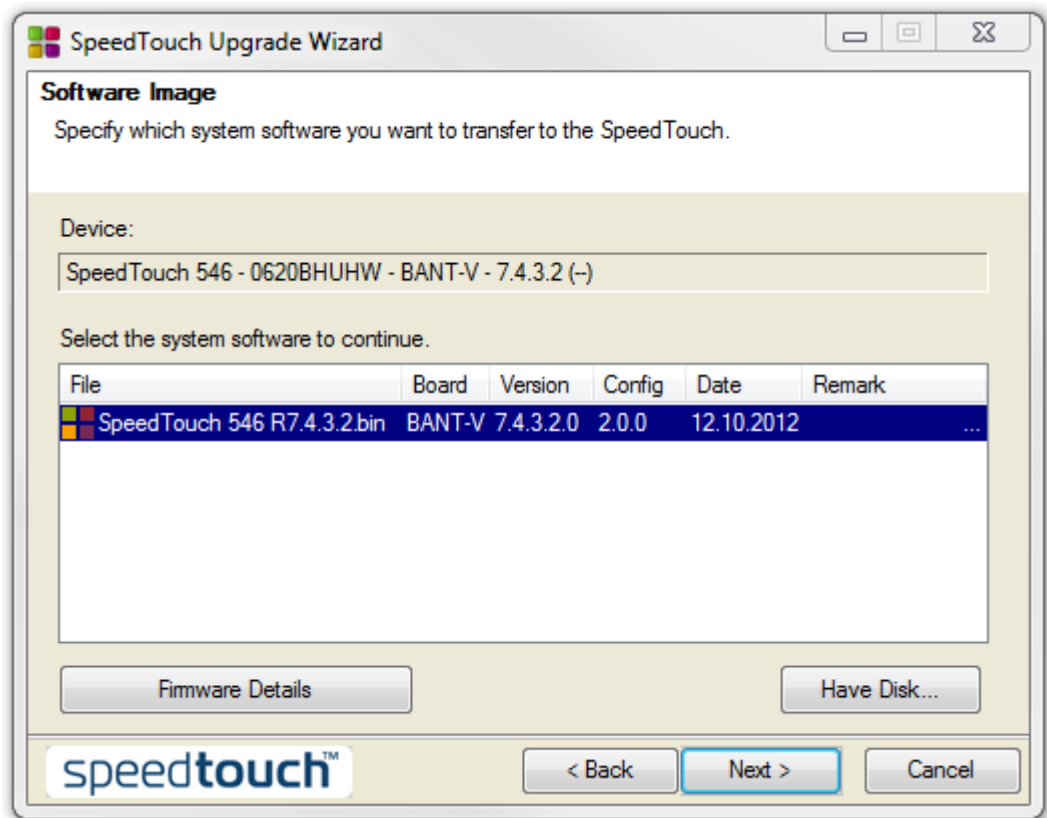 SpeedTouch Upgrade Wizard
Software Image
Specify which system software you want to transfer to the SpeedTouch.
Device:
SpeedTouch 546 - 0620BHUHW - BANT-V - 7.4.3.2 (--)
Select the system software to continue.
File Board Version Config Date Remark
SpeedTouch 546 R7.4.3.2.bin BANT-V 7.4.3.2.0 2.0.0 12.10.2012 ...
Firmware Details Have Disk...
speedtouch™ < Back Next > Cancel